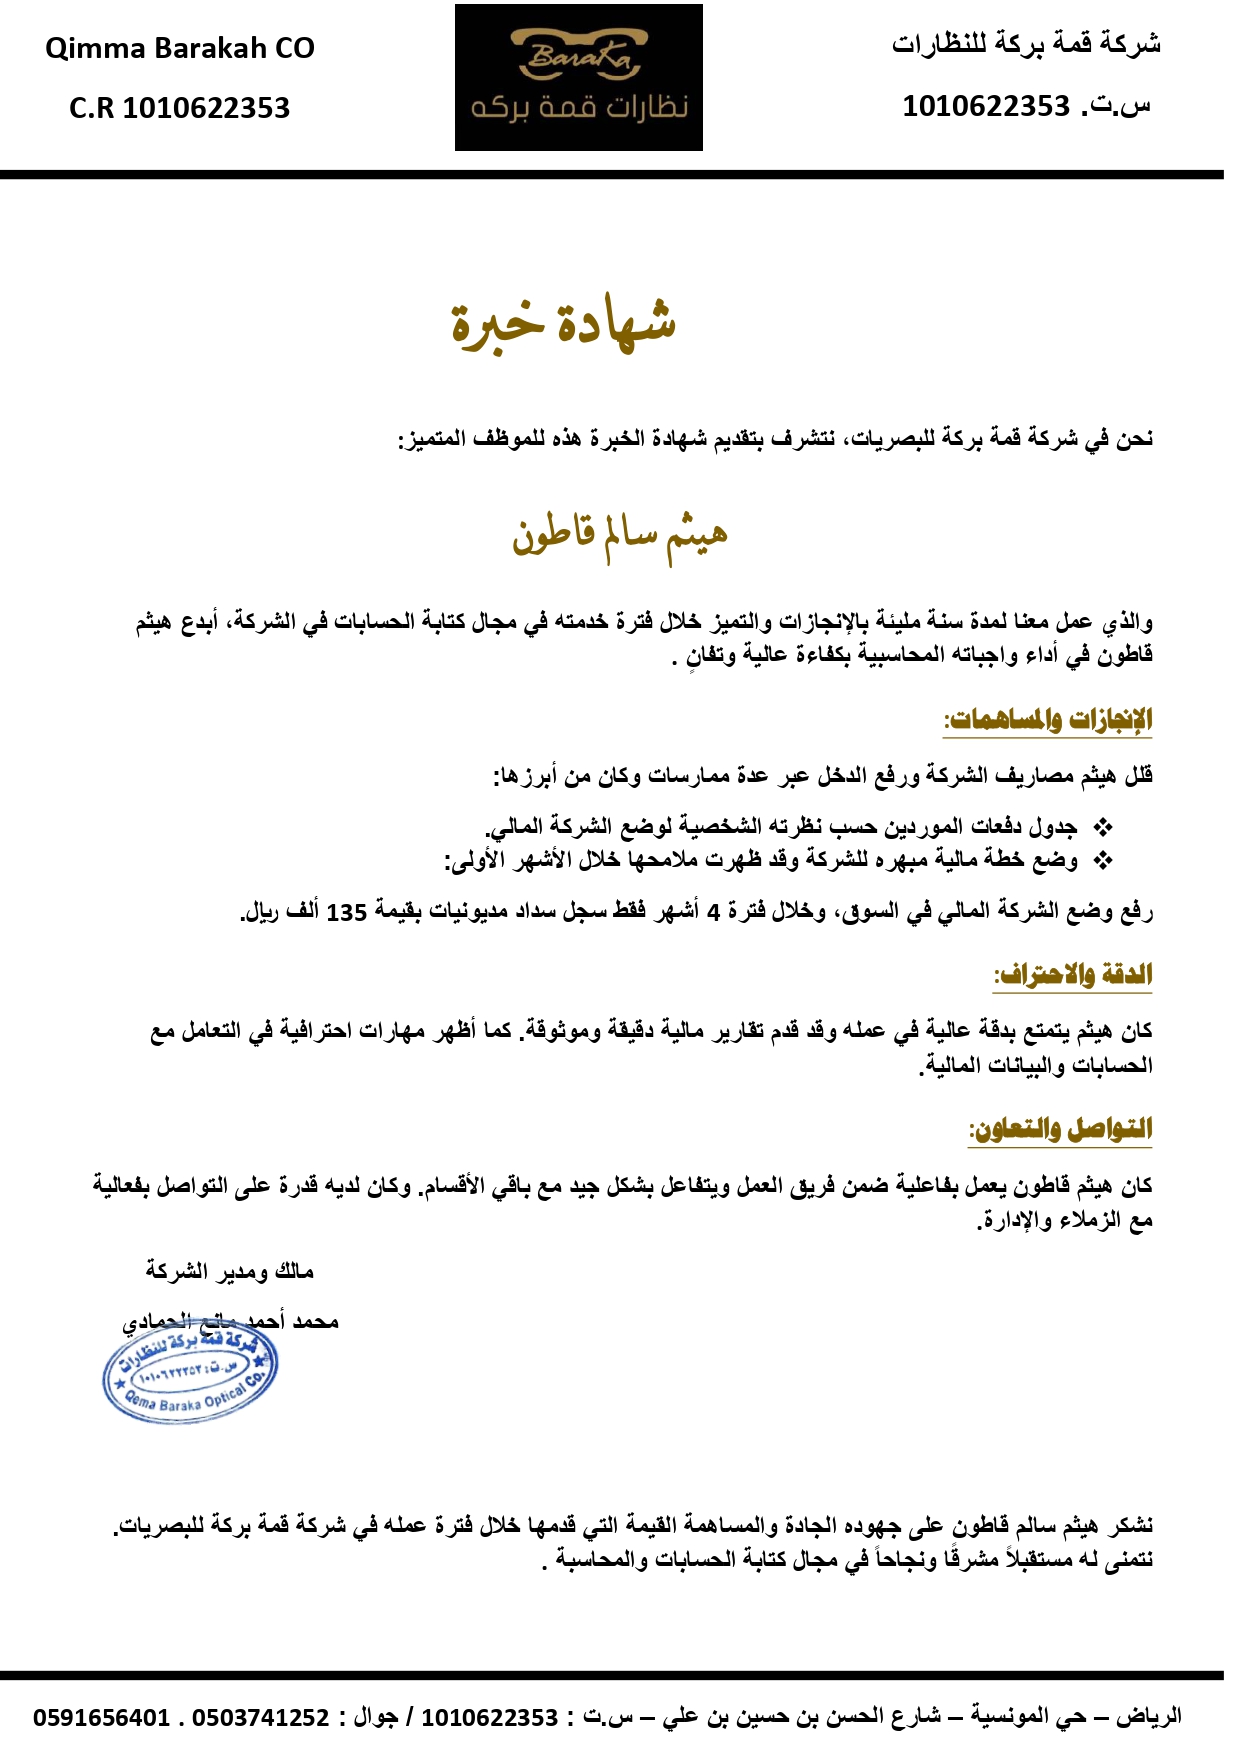 Qimma Barakah CO
C.R 1010622353
BaraKa
نظارات قمة بركه
شركة قمة بركة للنظارات
س.ت. 1010622353
شهادة خبرة
نحن في شركة قمة بركة للبصريات، نتشرف بتقديم شهادة الخبرة هذه للموظف المتميز:
هيثم سالم قاطون
والذي عمل معنا لمدة سنة مليئة بالإنجازات والتميز خلال فترة خدمته في مجال كتابة الحسابات في الشركة، أبدع هيثم
قاطون في أداء واجباته المحاسبية بكفاءة عالية وتفانٍ .
الإنجازات والمساهمات:
قلل هيثم مصاريف الشركة ورفع الدخل عبر عدة ممارسات وكان من أبرزها:
❖ جدول دفعات الموردين حسب نظرته الشخصية لوضع الشركة المالي.
❖ وضع خطة مالية مبهره للشركة وقد ظهرت ملامحها خلال الأشهر الأولى:
رفع وضع الشركة المالي في السوق، وخلال فترة 4 أشهر فقط سجل سداد مديونيات بقيمة 135 ألف ريال.
الدقة والاحتراف:
كان هيثم يتمتع بدقة عالية في عمله وقد قدم تقارير مالية دقيقة وموثوقة. كما أظهر مهارات احترافية في التعامل مع
الحسابات والبيانات المالية.
التواصل والتعاون:
كان هيثم قاطون يعمل بفاعلية ضمن فريق العمل ويتفاعل بشكل جيد مع باقي الأقسام. وكان لديه قدرة على التواصل بفعالية
مع الزملاء والإدارة.
مالك ومدير الشركة
محمد أحمد مانع الحمادي
شركة قمة بركة للنظارات
س.ت: ١٠١٠٦٢٢٣٥٣
Qema Baraka Optical Co.
نشكر هيثم سالم قاطون على جهوده الجادة والمساهمة القيمة التي قدمها خلال فترة عمله في شركة قمة بركة للبصريات.
نتمنى له مستقبلاً مشرقًا ونجاحاً في مجال كتابة الحسابات والمحاسبة .
الرياض – حي المونسية – شارع الحسن بن حسين بن علي – س.ت : 1010622353 / جوال : 0503741252 . 0591656401